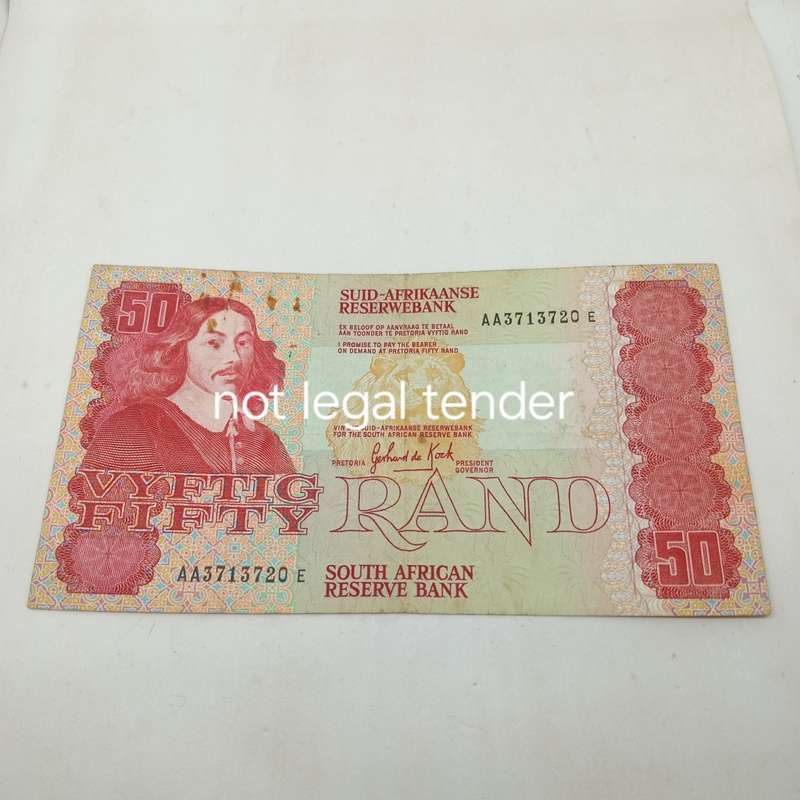 50
SUID-AFRIKAANSE
RESERWEBANK
AA3713720 E
EK BELOOF OP AANVRAAG TE BETAAL
AAN TOONDER TE PRETORIA VYFTIG RAND
I PROMISE TO PAY THE BEARER
ON DEMAND AT PRETORIA FIFTY RAND
not legal tender
SUID-AFRIKAANSE RESERWEBANK
FOR THE SOUTH AFRICAN RESERVE BANK
PRETORIA Gerhard de Kock PRESIDENT
GOVERNOR
VYFTIG
FIFTY
RAND
50
AA3713720 E
SOUTH AFRICAN
RESERVE BANK